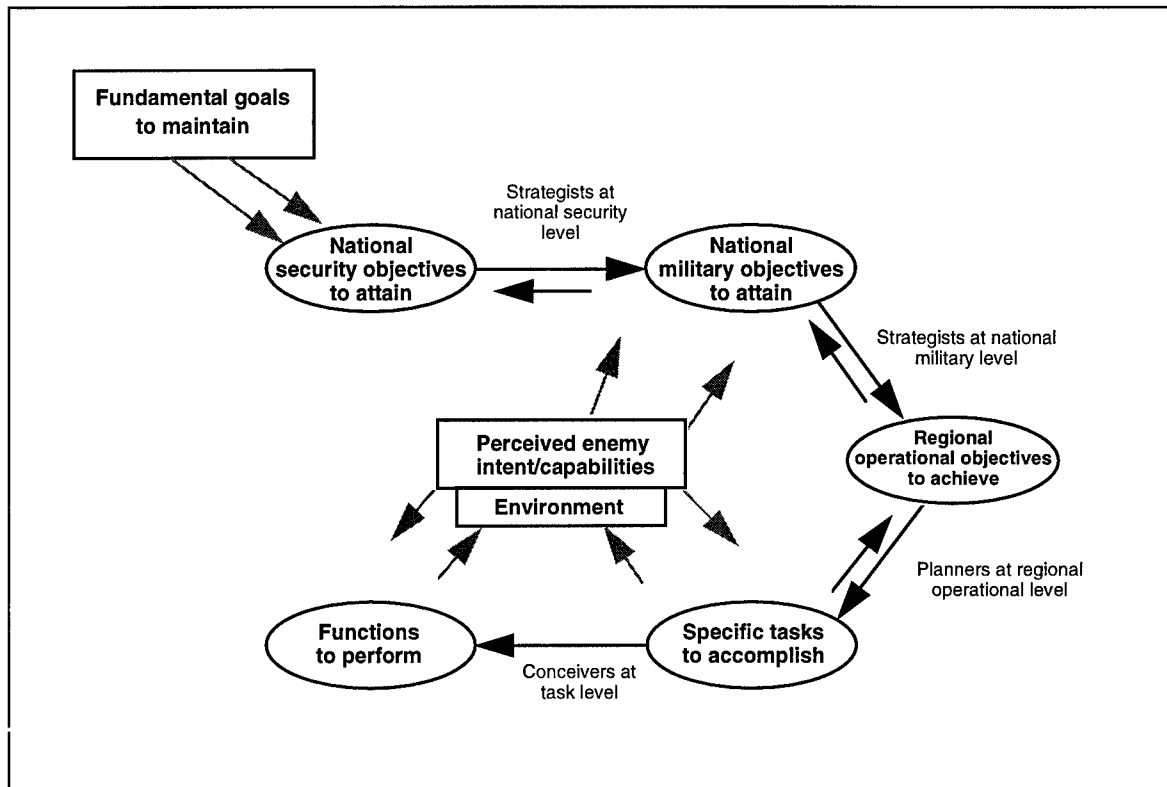 Fundamental goals
to maintain
Strategists at
national security
level
National
security objectives
to attain
National
military objectives
to attain
Strategists at national
military level
Perceived enemy
intent/capabilities
Environment
Regional
operational objectives
to achieve
Planners at regional
operational level
Functions
to perform
Conceivers at
task level
Specific tasks
to accomplish